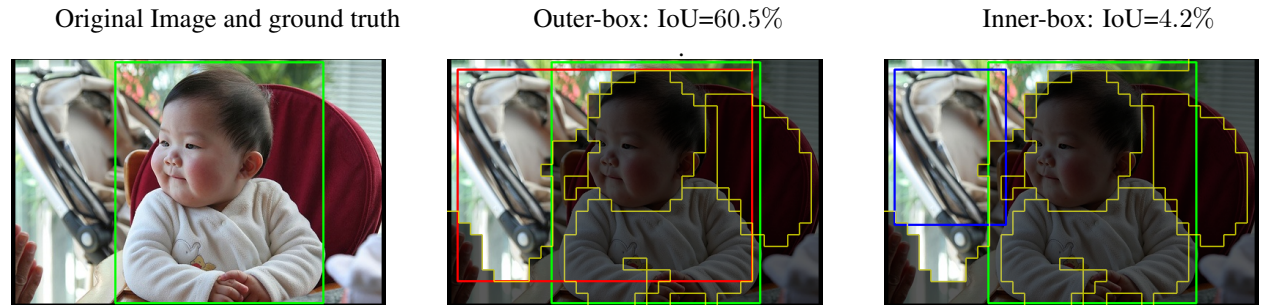 Original Image and ground truth
Outer-box: IoU=60.5%
.
Inner-box: IoU=4.2%